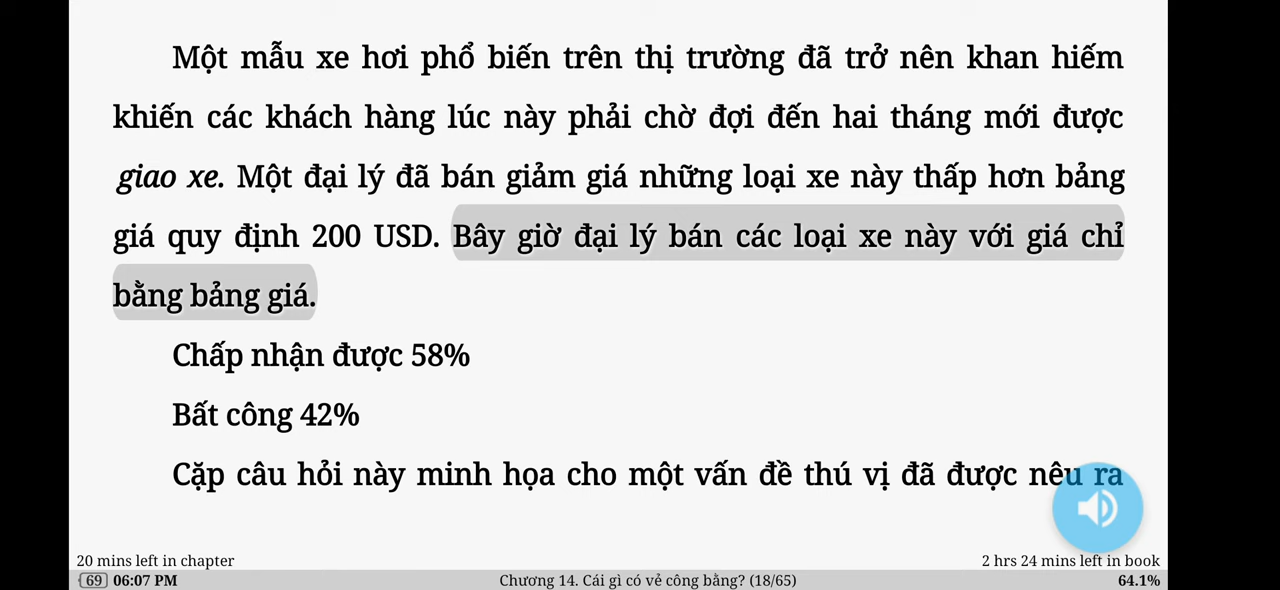 Một mẫu xe hơi phổ biến trên thị trường đã trở nên khan hiếm
khiến các khách hàng lúc này phải chờ đợi đến hai tháng mới được
giao xe. Một đại lý đã bán giảm giá những loại xe này thấp hơn bảng
giá quy định 200 USD. Bây giờ đại lý bán các loại xe này với giá chỉ
bằng bảng giá.
Chấp nhận được 58%
Bất công 42%
Cặp câu hỏi này minh họa cho một vấn đề thú vị đã được nêu ra
20 mins left in chapter 2 hrs 24 mins left in book
69 06:07 PM Chương 14. Cái gì có vẻ công bằng? (18/65) 64.1%